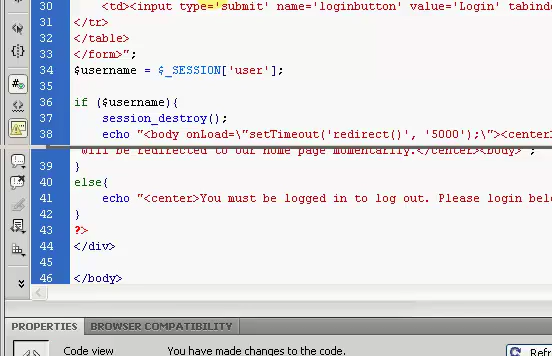 30 <td><input type='submit' name='loginbutton' value='Login' tabinde
31 </tr>
32 </table>
33 </form>";
34 $username = $_SESSION['user'];
35
36 if ($username){
37 session_destroy();
38 echo "<body onLoad=\"setTimeout('redirect()', '5000');\"><center
will be redirected to our home page momentarily.</center><body>";
39 }
40 else{
41 echo "<center>You must be logged in to log out. Please login belo
42 }
43 ?>
44 </div>
45
46 </body>
PROPERTIES BROWSER COMPATIBILITY
Code view You have made changes to the code. Refr